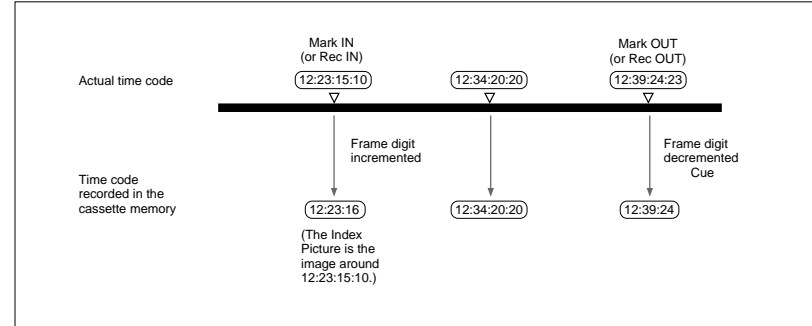 Mark IN
(or Rec IN)
Mark OUT
(or Rec OUT)
Actual time code
12:23:15:10
12:34:20:20
12:39:24:23
Frame digit
incremented
Frame digit
decremented
Cue
Time code
recorded in the
cassette memory
12:23:16
12:34:20:20
12:39:24
(The Index
Picture is the
image around
12:23:15:10.)